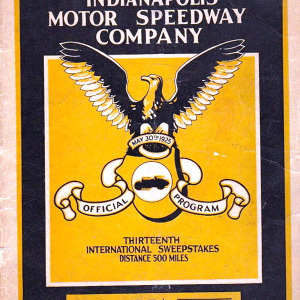 INDIANAPOLIS
MOTOR SPEEDWAY
COMPANY
MAY 30TH 1925
OFFICIAL PROGRAM
THIRTEENTH
INTERNATIONAL SWEEPSTAKES
DISTANCE 500 MILES